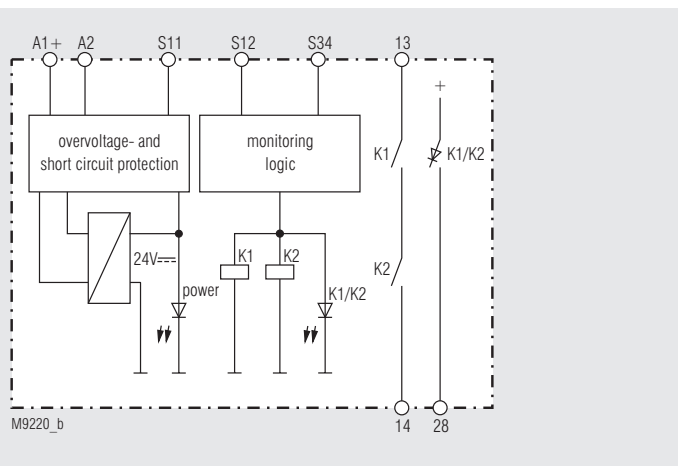 A1+ A2 S11 S12 S34 13
+
overvoltage- and
short circuit protection
monitoring
logic
K1
K1/K2
24V⎓
K1
K2
K2
power
K1/K2
M9220_b
14 28